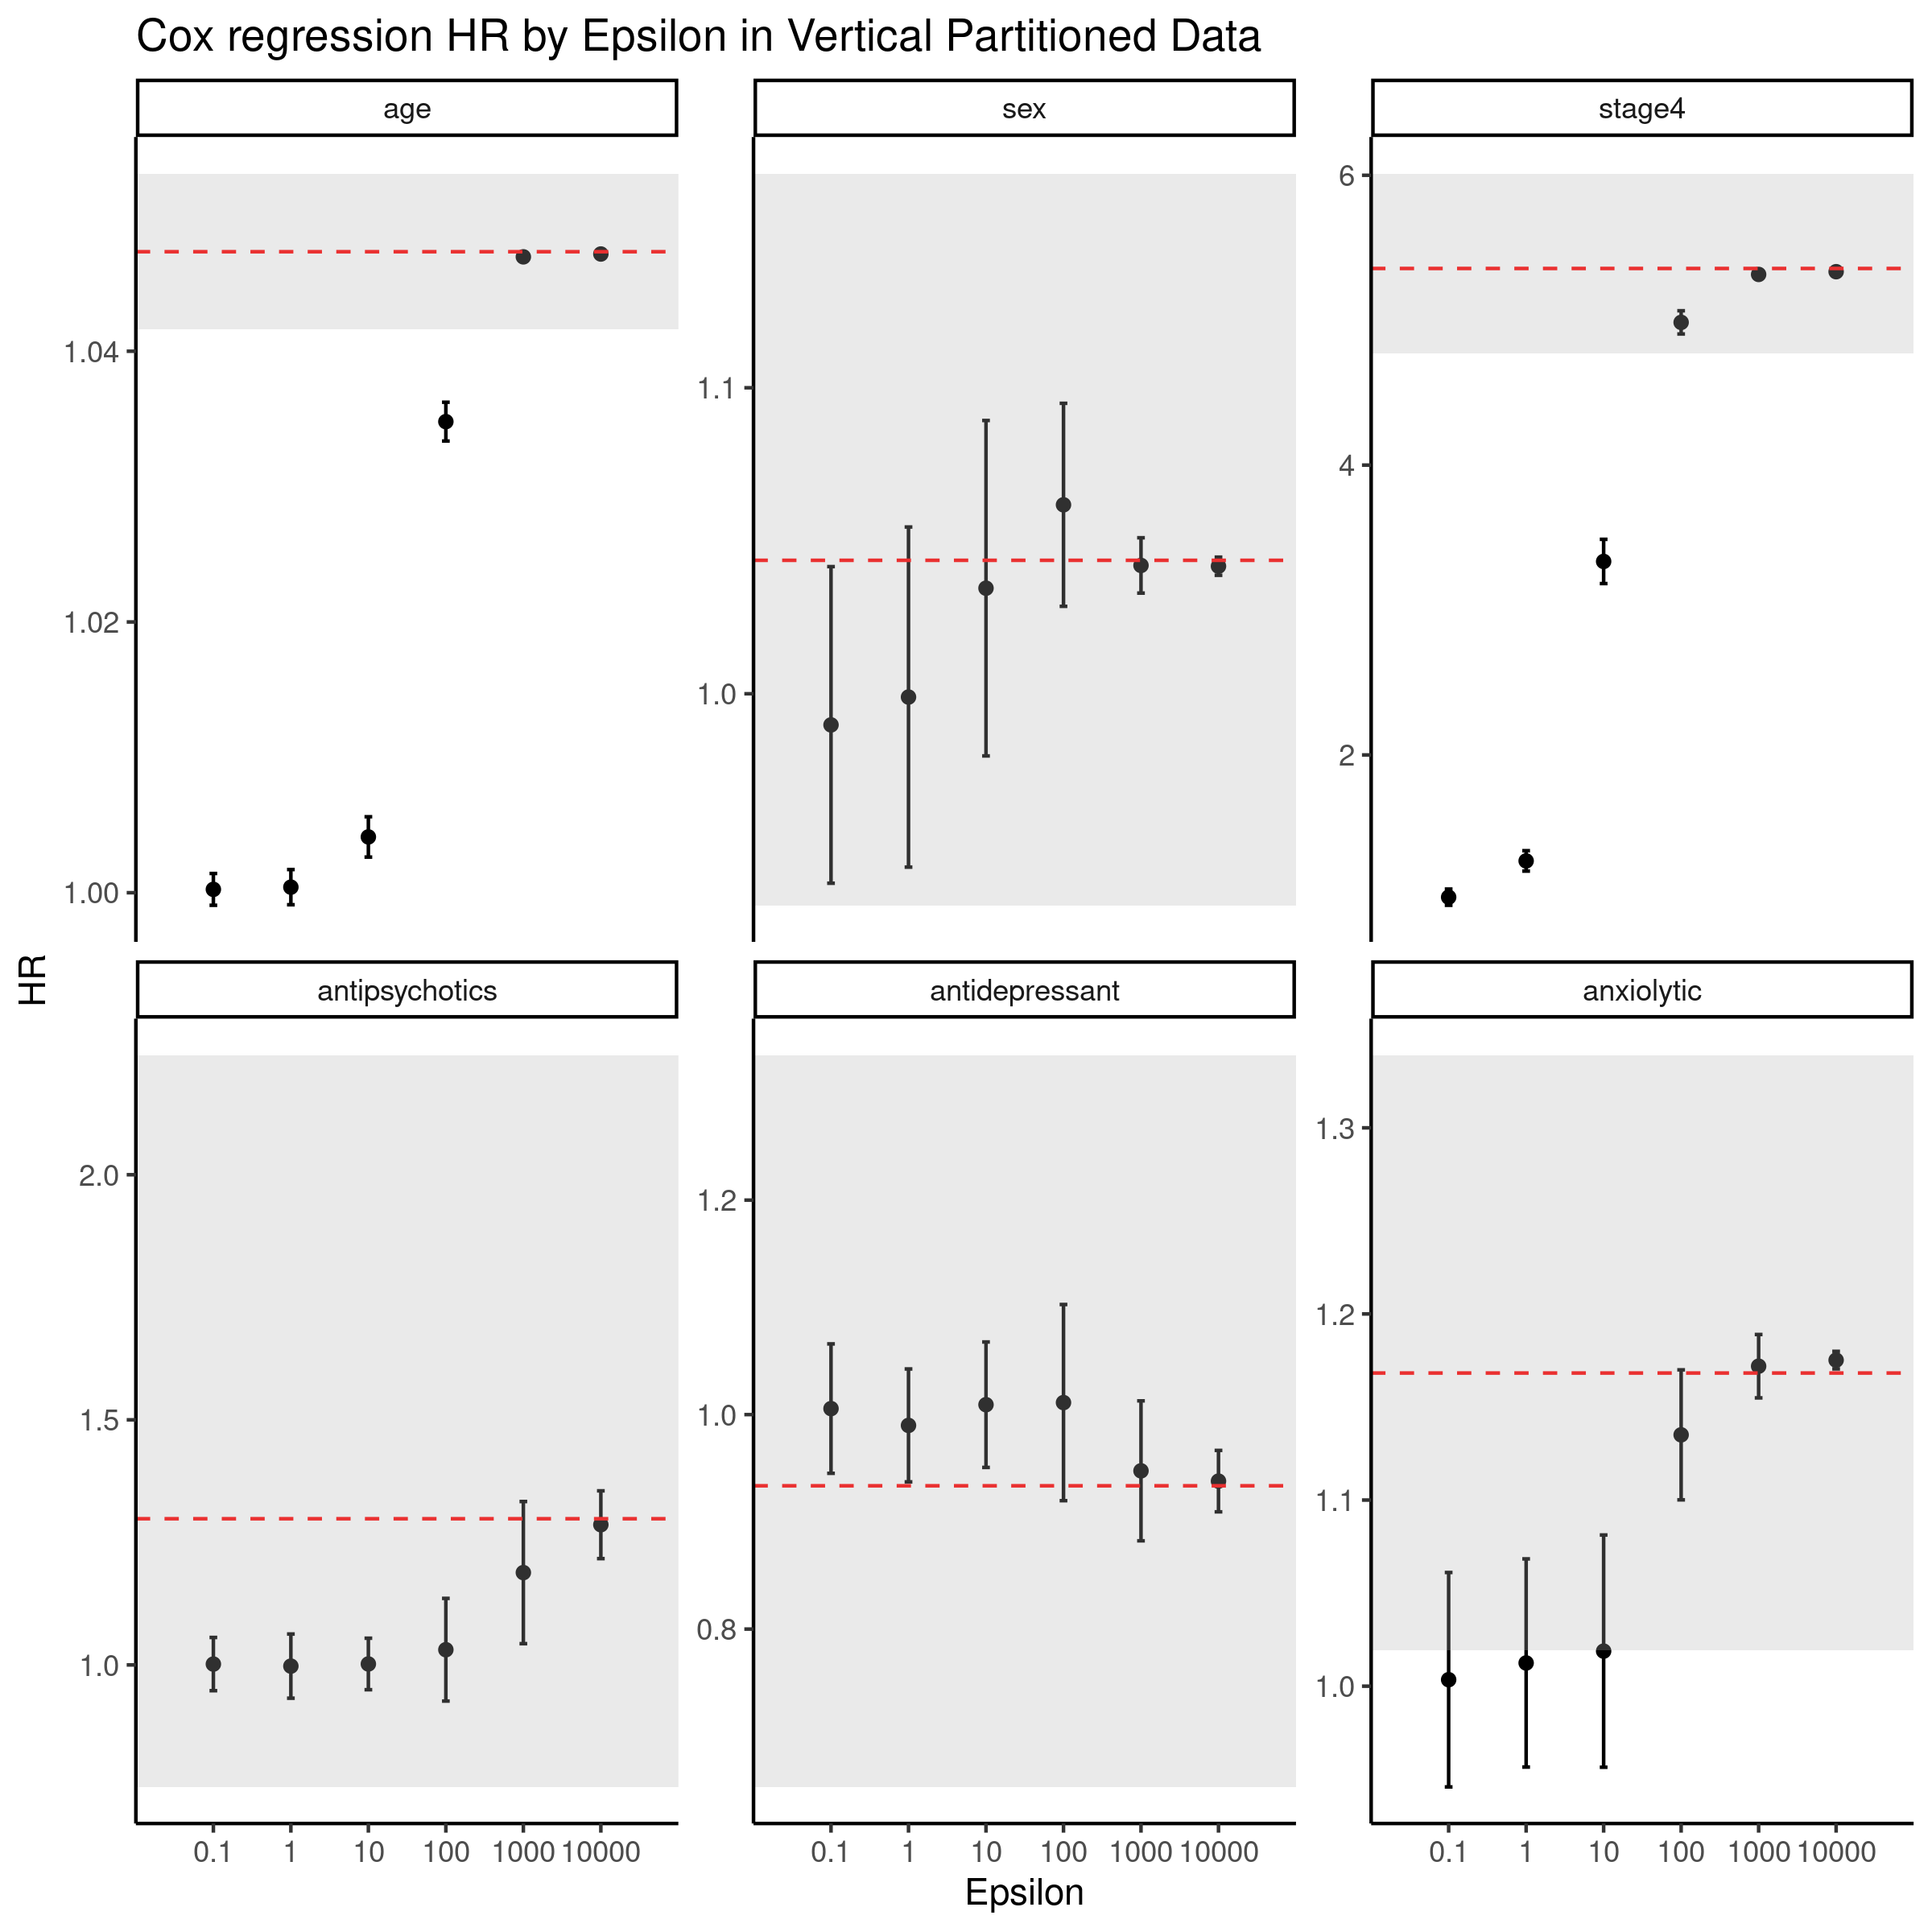 Cox regression HR by Epsilon in Vertical Partitioned Data
age
sex
stage4
1.04
1.02
1.00
1.1
1.0
6
4
2
HR
antipsychotics
antidepressant
anxiolytic
2.0
1.5
1.0
1.2
1.0
0.8
1.3
1.2
1.1
1.0
0.1 1 10 100 1000 10000
0.1 1 10 100 1000 10000
0.1 1 10 100 1000 10000
Epsilon